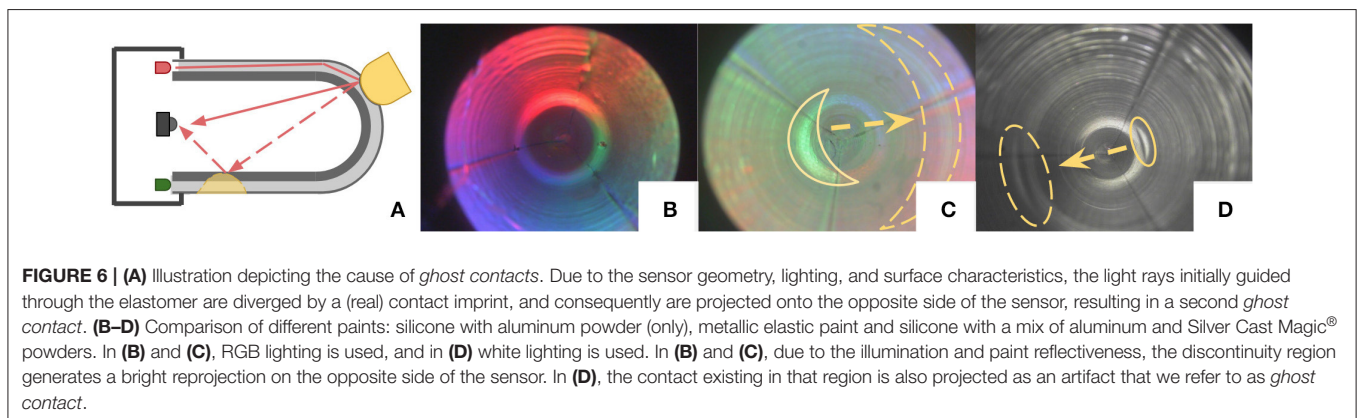 A
B
C
D
FIGURE 6 | (A) Illustration depicting the cause of ghost contacts. Due to the sensor geometry, lighting, and surface characteristics, the light rays initially guided
through the elastomer are diverged by a (real) contact imprint, and consequently are projected onto the opposite side of the sensor, resulting in a second ghost
contact. (B–D) Comparison of different paints: silicone with aluminum powder (only), metallic elastic paint and silicone with a mix of aluminum and Silver Cast Magic®
powders. In (B) and (C), RGB lighting is used, and in (D) white lighting is used. In (B) and (C), due to the illumination and paint reflectiveness, the discontinuity region
generates a bright reprojection on the opposite side of the sensor. In (D), the contact existing in that region is also projected as an artifact that we refer to as ghost
contact.